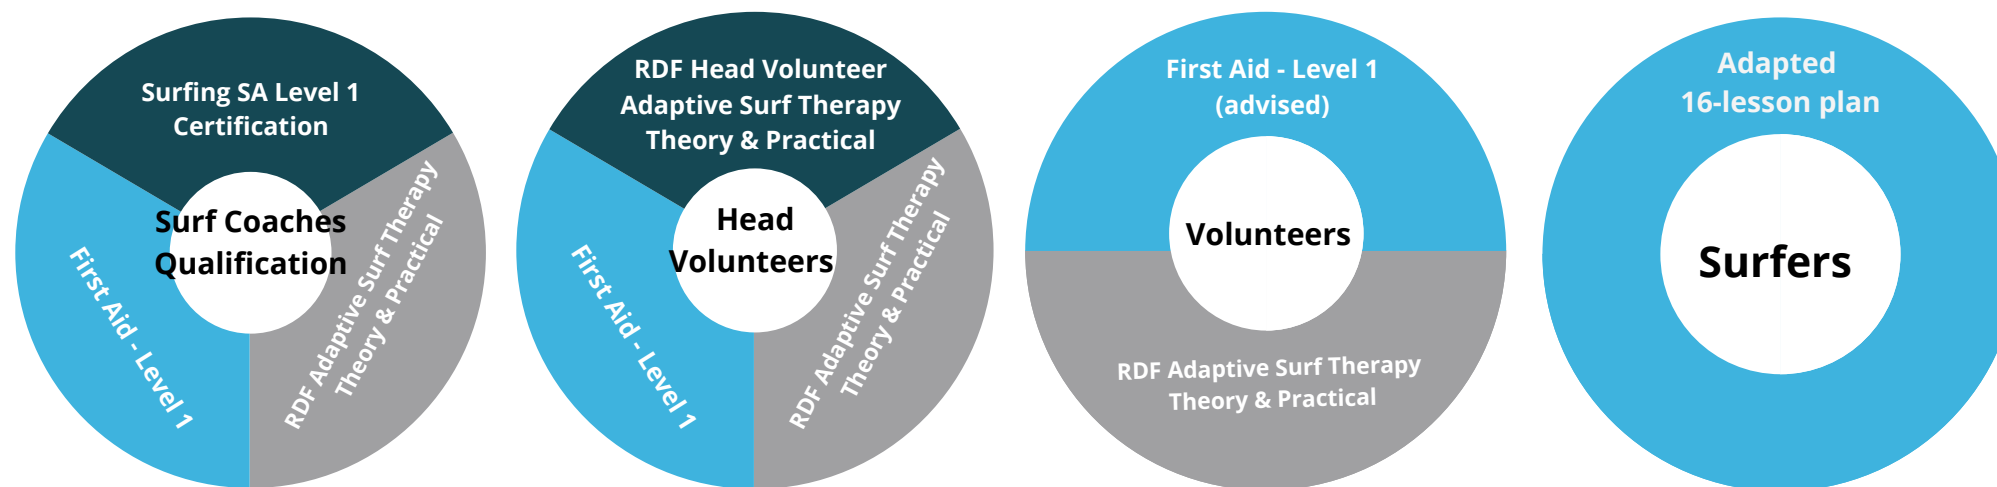 Surfing SA Level 1
Certification
Surf Coaches
Qualification
First Aid - Level 1
RDF Adaptive Surf Therapy
Theory & Practical
RDF Head Volunteer
Adaptive Surf Therapy
Theory & Practical
Head
Volunteers
First Aid - Level 1
RDF Adaptive Surf Therapy
Theory & Practical
First Aid - Level 1
(advised)
Volunteers
RDF Adaptive Surf Therapy
Theory & Practical
Adapted
16-lesson plan
Surfers